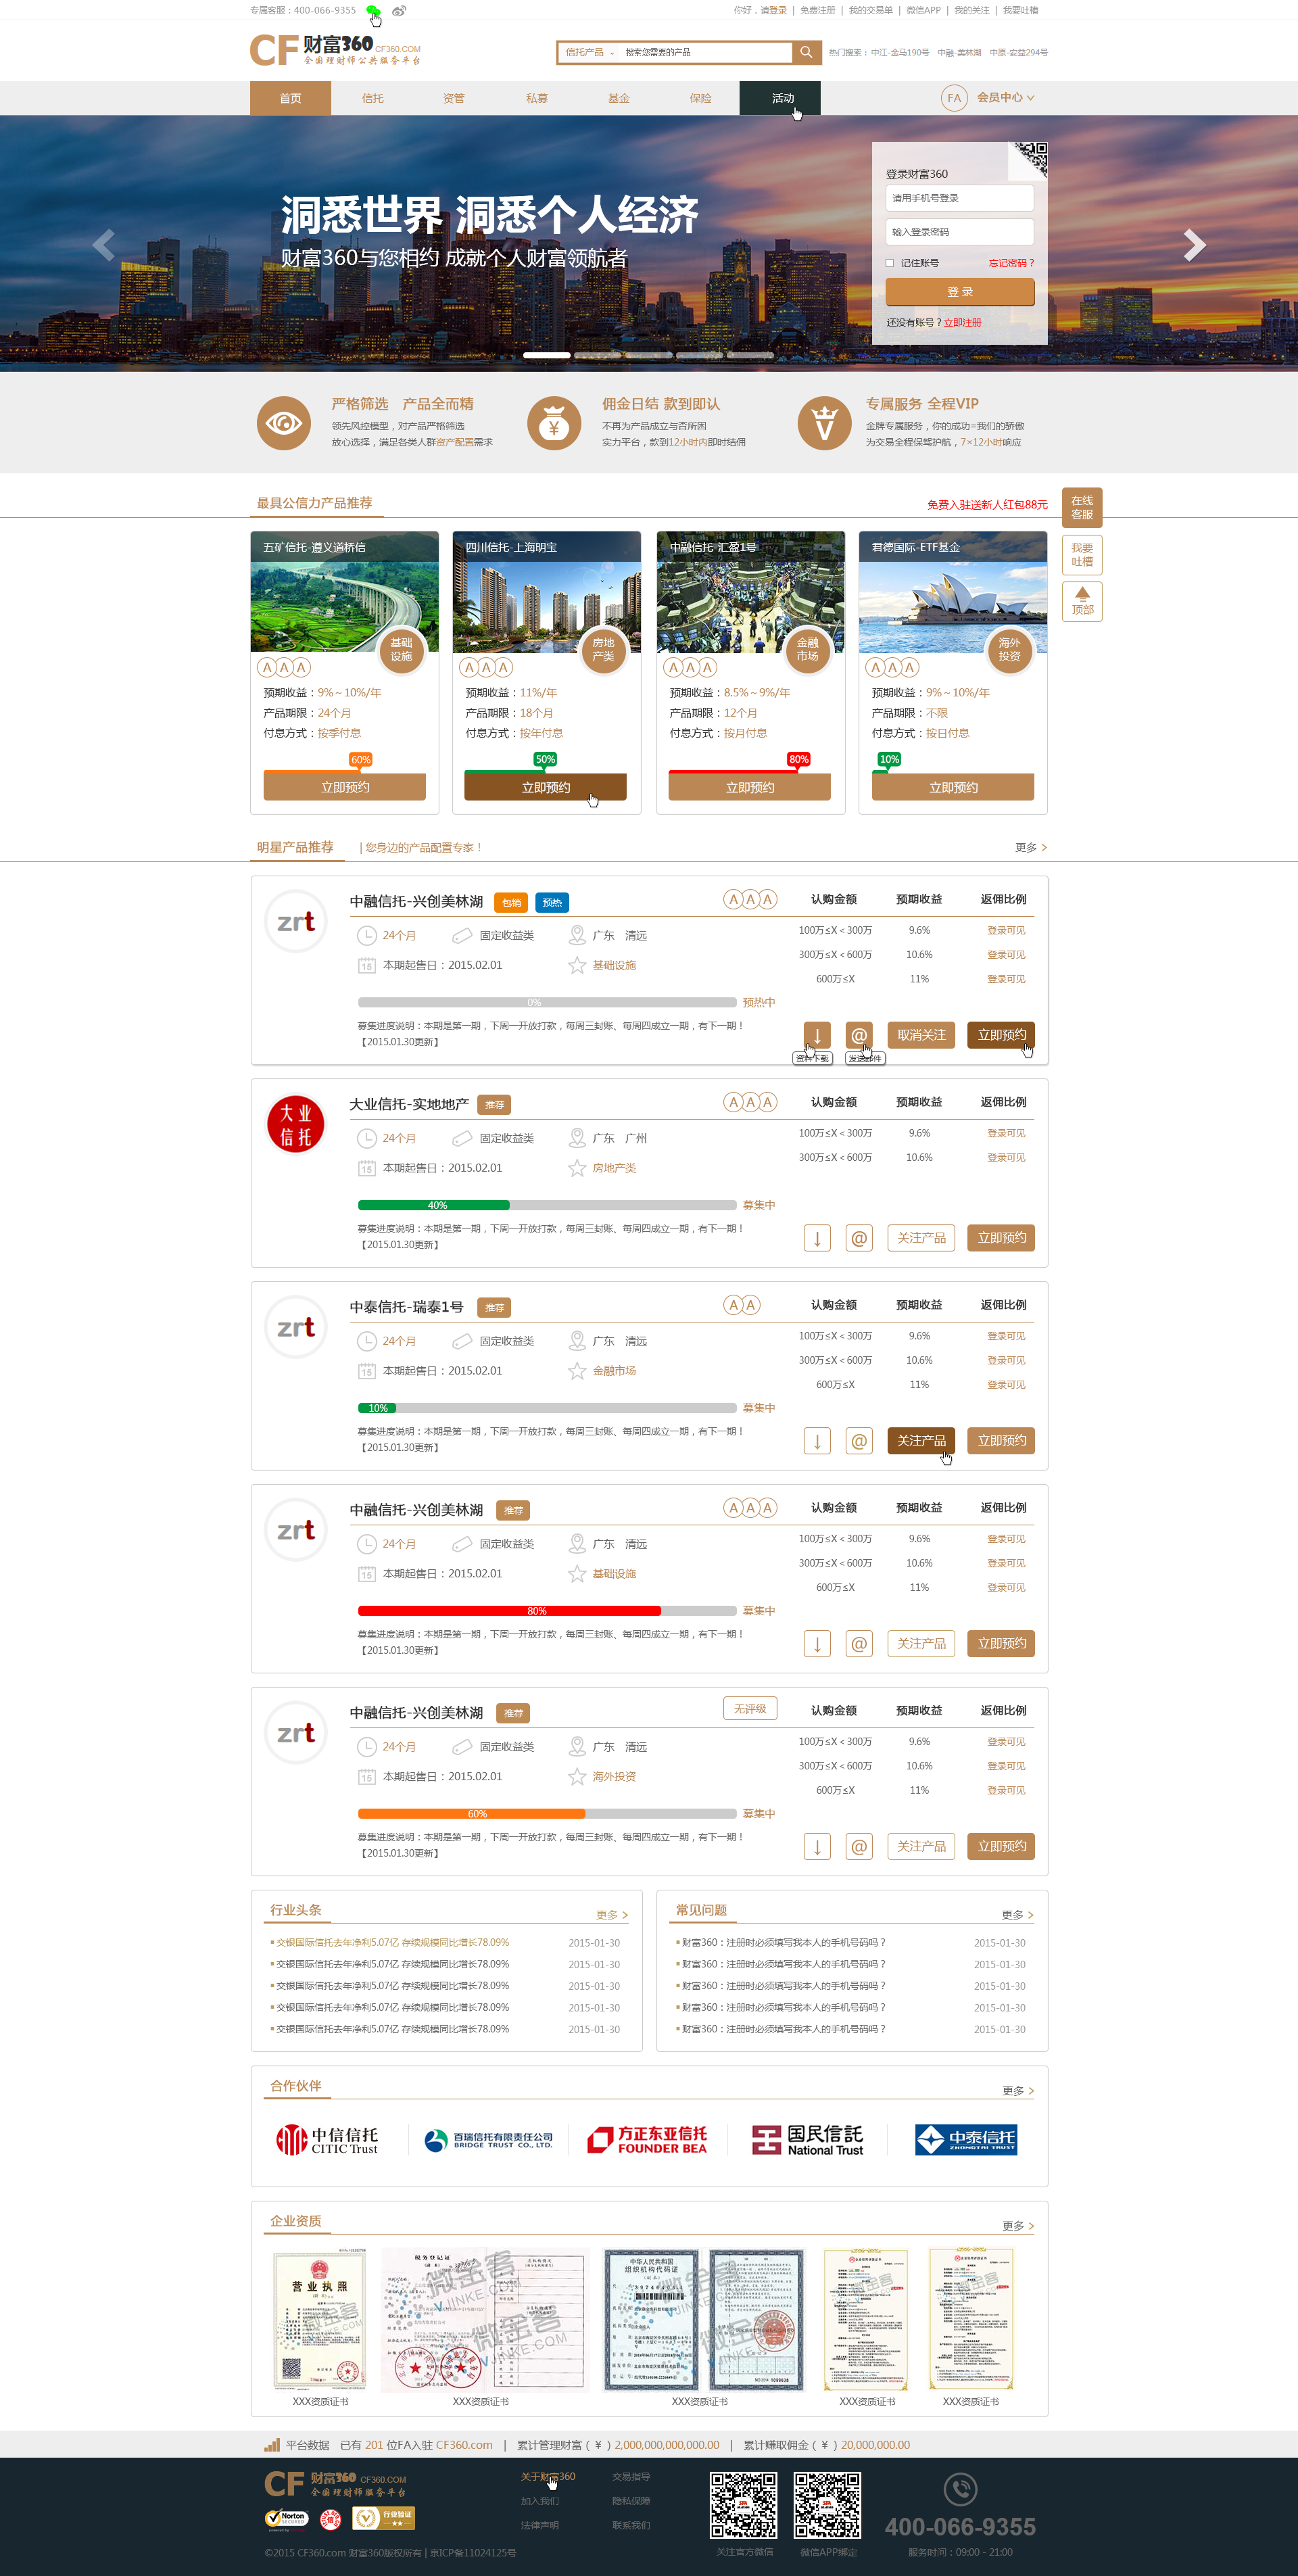 专属客服：400-066-9355
你好，请登录 | 免费注册 | 我的交易单 | 微信APP | 我的关注 | 我要吐槽
CF 财富360 CF360.COM
全国理财师公共服务平台
信托产品 搜索您需要的产品
热门搜索： 中江-金马190号 中融-美林湖 中原-安益294号
首页 信托 资管 私募 基金 保险 活动 FA 会员中心
洞悉世界 洞悉个人经济
财富360与您相约 成就个人财富领航者
登录财富360
请用手机号登录
输入登录密码
记住账号 忘记密码？
登 录
还没有账号？立即注册
严格筛选 产品全而精
领先风控模型，对产品严格筛选
放心选择，满足各类人群资产配置需求
佣金日结 款到即认
不再为产品成立与否所困
实力平台，款到12小时内即时结佣
专属服务 全程VIP
金牌专属服务，你的成功=我们的骄傲
为交易全程保驾护航，7×12小时响应
最具公信力产品推荐
免费入驻送新人红包88元
在线
客服
我要
吐槽
顶部
五矿信托-遵义道桥信
基础
设施
A A A
预期收益：9%～10%/年
产品期限：24个月
付息方式：按季付息
60%
立即预约
四川信托-上海明宝
房地
产类
A A A
预期收益：11%/年
产品期限：18个月
付息方式：按年付息
50%
立即预约
中融信托-汇盈1号
金融
市场
A A A
预期收益：8.5%～9%/年
产品期限：12个月
付息方式：按月付息
80%
立即预约
君德国际-ETF基金
海外
投资
A A A
预期收益：9%～10%/年
产品期限：不限
付息方式：按日付息
10%
立即预约
明星产品推荐 | 您身边的产品配置专家！ 更多
zrt
中融信托-兴创美林湖 包销 预热 A A A
24个月 固定收益类 广东 清远
15 本期起售日：2015.02.01 基础设施
0% 预热中
募集进度说明：本期是第一期，下周一开放打款，每周三封账、每周四成立一期，有下一期！
【2015.01.30更新】
认购金额 预期收益 返佣比例
100万≤X＜300万 9.6% 登录可见
300万≤X＜600万 10.6% 登录可见
600万≤X 11% 登录可见
@ 取消关注 立即预约
资料下载 发送邮件
大业
信托
大业信托-实地地产 推荐 A A A
24个月 固定收益类 广东 广州
15 本期起售日：2015.02.01 房地产类
40% 募集中
募集进度说明：本期是第一期，下周一开放打款，每周三封账、每周四成立一期，有下一期！
【2015.01.30更新】
认购金额 预期收益 返佣比例
100万≤X＜300万 9.6% 登录可见
300万≤X＜600万 10.6% 登录可见
@ 关注产品 立即预约
zrt
中泰信托-瑞泰1号 推荐 A A
24个月 固定收益类 广东 清远
15 本期起售日：2015.02.01 金融市场
10% 募集中
募集进度说明：本期是第一期，下周一开放打款，每周三封账、每周四成立一期，有下一期！
【2015.01.30更新】
认购金额 预期收益 返佣比例
100万≤X＜300万 9.6% 登录可见
300万≤X＜600万 10.6% 登录可见
600万≤X 11% 登录可见
@ 关注产品 立即预约
zrt
中融信托-兴创美林湖 推荐 A A A
24个月 固定收益类 广东 清远
15 本期起售日：2015.02.01 基础设施
80% 募集中
募集进度说明：本期是第一期，下周一开放打款，每周三封账、每周四成立一期，有下一期！
【2015.01.30更新】
认购金额 预期收益 返佣比例
100万≤X＜300万 9.6% 登录可见
300万≤X＜600万 10.6% 登录可见
600万≤X 11% 登录可见
@ 关注产品 立即预约
zrt
中融信托-兴创美林湖 推荐 无评级
24个月 固定收益类 广东 清远
15 本期起售日：2015.02.01 海外投资
60% 募集中
募集进度说明：本期是第一期，下周一开放打款，每周三封账、每周四成立一期，有下一期！
【2015.01.30更新】
认购金额 预期收益 返佣比例
100万≤X＜300万 9.6% 登录可见
300万≤X＜600万 10.6% 登录可见
600万≤X 11% 登录可见
@ 关注产品 立即预约
行业头条 更多
交银国际信托去年净利5.07亿 存续规模同比增长78.09% 2015-01-30
交银国际信托去年净利5.07亿 存续规模同比增长78.09% 2015-01-30
交银国际信托去年净利5.07亿 存续规模同比增长78.09% 2015-01-30
交银国际信托去年净利5.07亿 存续规模同比增长78.09% 2015-01-30
交银国际信托去年净利5.07亿 存续规模同比增长78.09% 2015-01-30
常见问题 更多
财富360：注册时必须填写我本人的手机号码吗？ 2015-01-30
财富360：注册时必须填写我本人的手机号码吗？ 2015-01-30
财富360：注册时必须填写我本人的手机号码吗？ 2015-01-30
财富360：注册时必须填写我本人的手机号码吗？ 2015-01-30
财富360：注册时必须填写我本人的手机号码吗？ 2015-01-30
合作伙伴 更多
中信信托
CITIC Trust
百瑞信托有限责任公司
BRIDGE TRUST CO., LTD.
方正东亚信托
FOUNDER BEA
国民信託
National Trust
中泰信托
ZHONGTAI TRUST
企业资质 更多
营业执照
税务登记证
中华人民共和国
组织机构代码证
XXX资质证书 XXX资质证书 XXX资质证书 XXX资质证书 XXX资质证书
平台数据 已有 201 位FA入驻 CF360.com | 累计管理财富（￥）2,000,000,000,000.00 | 累计赚取佣金（￥）20,000,000.00
CF 财富360 CF360.COM
全国理财师服务平台
Norton
行业验证
©2015 CF360.com 财富360版权所有 | 京ICP备11024125号
关于财富360 交易指导
加入我们 隐私保障
法律声明 联系我们
关注官方微信 微信APP绑定
400-066-9355
服务时间：09:00 - 21:00